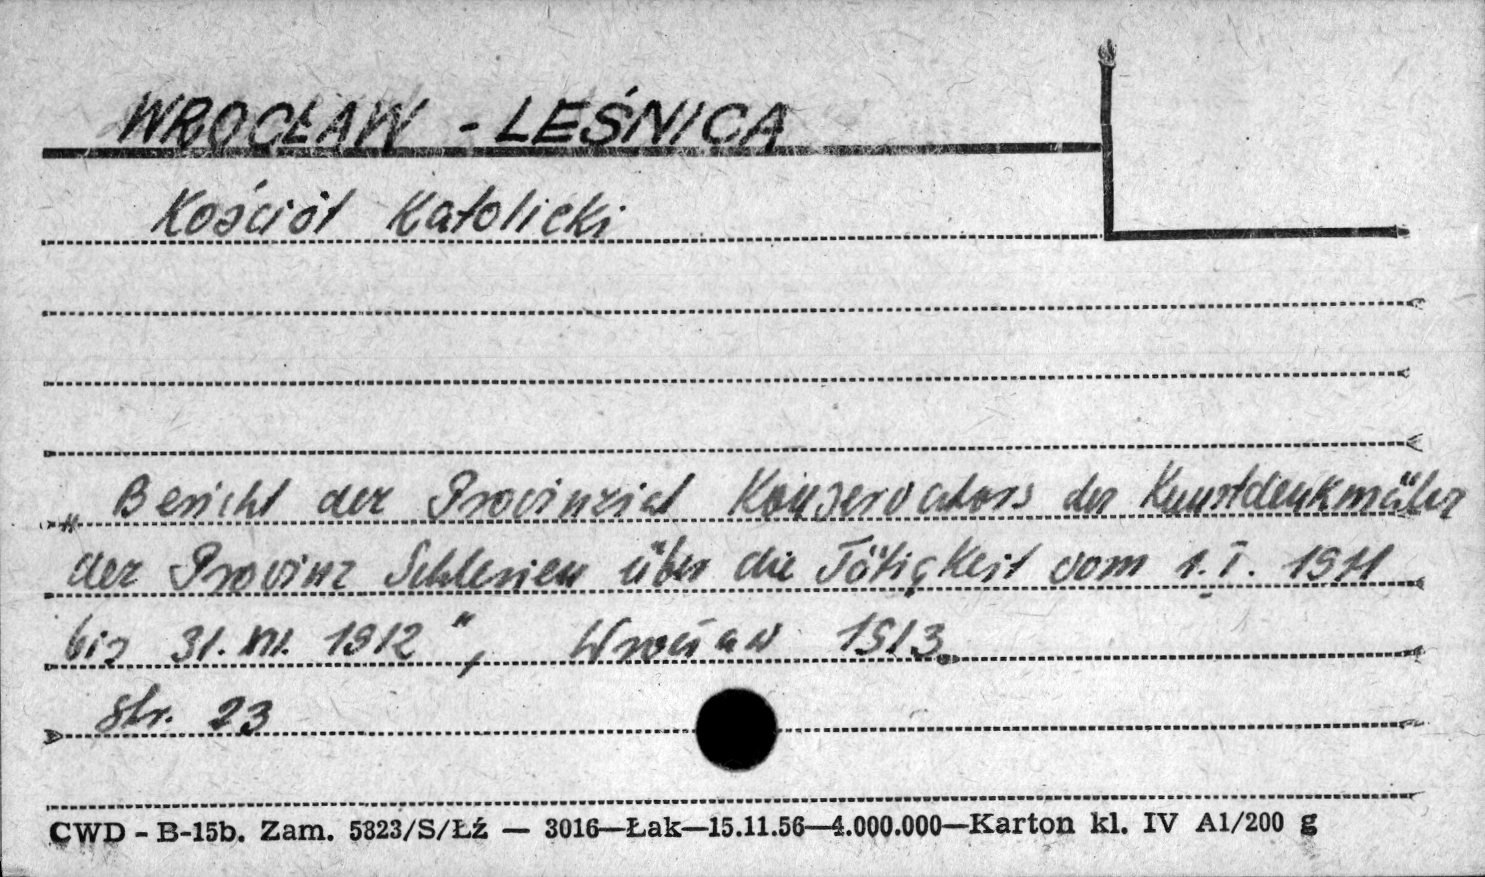 WROCŁAW - LEŚNICA
Kościół Katolicki
„Bericht der Provinzial Konservators der Kunstdenkmäler
der Provinz Schlesien über die Tätigkeit vom 1. I. 1911
bis 31. XII. 1912", Wrocław 1913.
str. 23
CWD - B-15b. Zam. 5823/S/Łź — 3016—Łak—15.11.56—4.000.000—Karton kl. IV A1/200 g